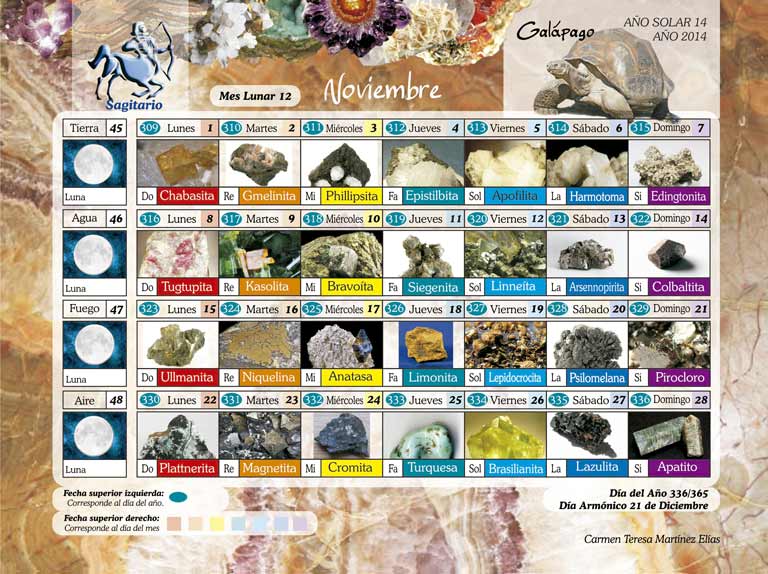 Galápago
AÑO SOLAR 14
AÑO 2014
Sagitario
Mes Lunar 12
Noviembre
Tierra 45 309 Lunes 1 310 Martes 2 311 Miércoles 3 312 Jueves 4 313 Viernes 5 314 Sábado 6 315 Domingo 7
Luna Do Chabasita Re Gmelinita Mi Phillipsita Fa Epistilbita Sol Apofilita La Harmotoma Si Edingtonita
Agua 46 316 Lunes 8 317 Martes 9 318 Miércoles 10 319 Jueves 11 320 Viernes 12 321 Sábado 13 322 Domingo 14
Luna Do Tugtupita Re Kasolita Mi Bravoíta Fa Siegenita Sol Linneíta La Arsennopirita Si Colbaltita
Fuego 47 323 Lunes 15 324 Martes 16 325 Miércoles 17 326 Jueves 18 327 Viernes 19 328 Sábado 20 329 Domingo 21
Luna Do Ullmanita Re Niquelina Mi Anatasa Fa Limonita Sol Lepidocrocita La Psilomelana Si Pirocloro
Aire 48 330 Lunes 22 331 Martes 23 332 Miércoles 24 333 Jueves 25 334 Viernes 26 335 Sábado 27 336 Domingo 28
Luna Do Plattnerita Re Magnetita Mi Cromita Fa Turquesa Sol Brasilianita La Lazulita Si Apatito
Fecha superior izquierda:
Corresponde al día del año.
Fecha superior derecho:
Corresponde al día del mes
Día del Año 336/365
Día Armónico 21 de Diciembre
Carmen Teresa Martínez Elías